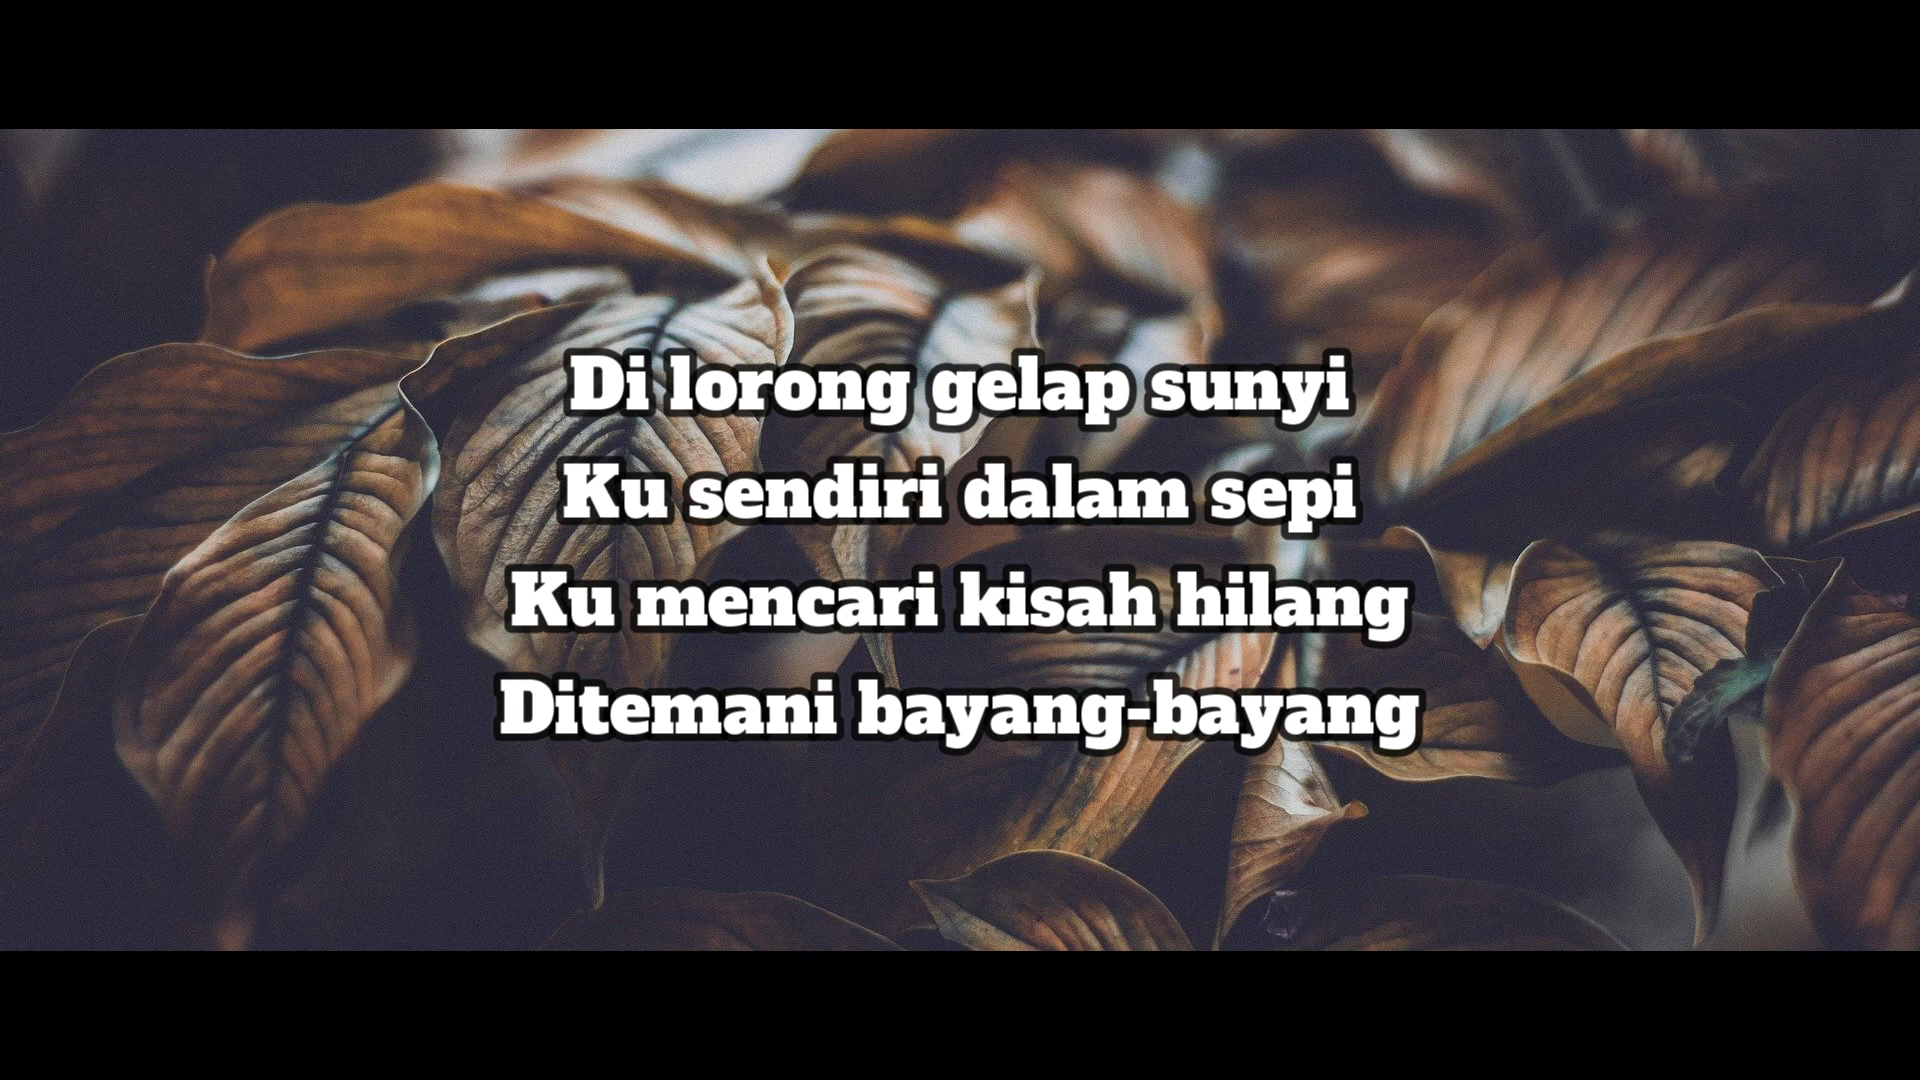 Di lorong gelap sunyi
Ku sendiri dalam sepi
Ku mencari kisah hilang
Ditemani bayang-bayang